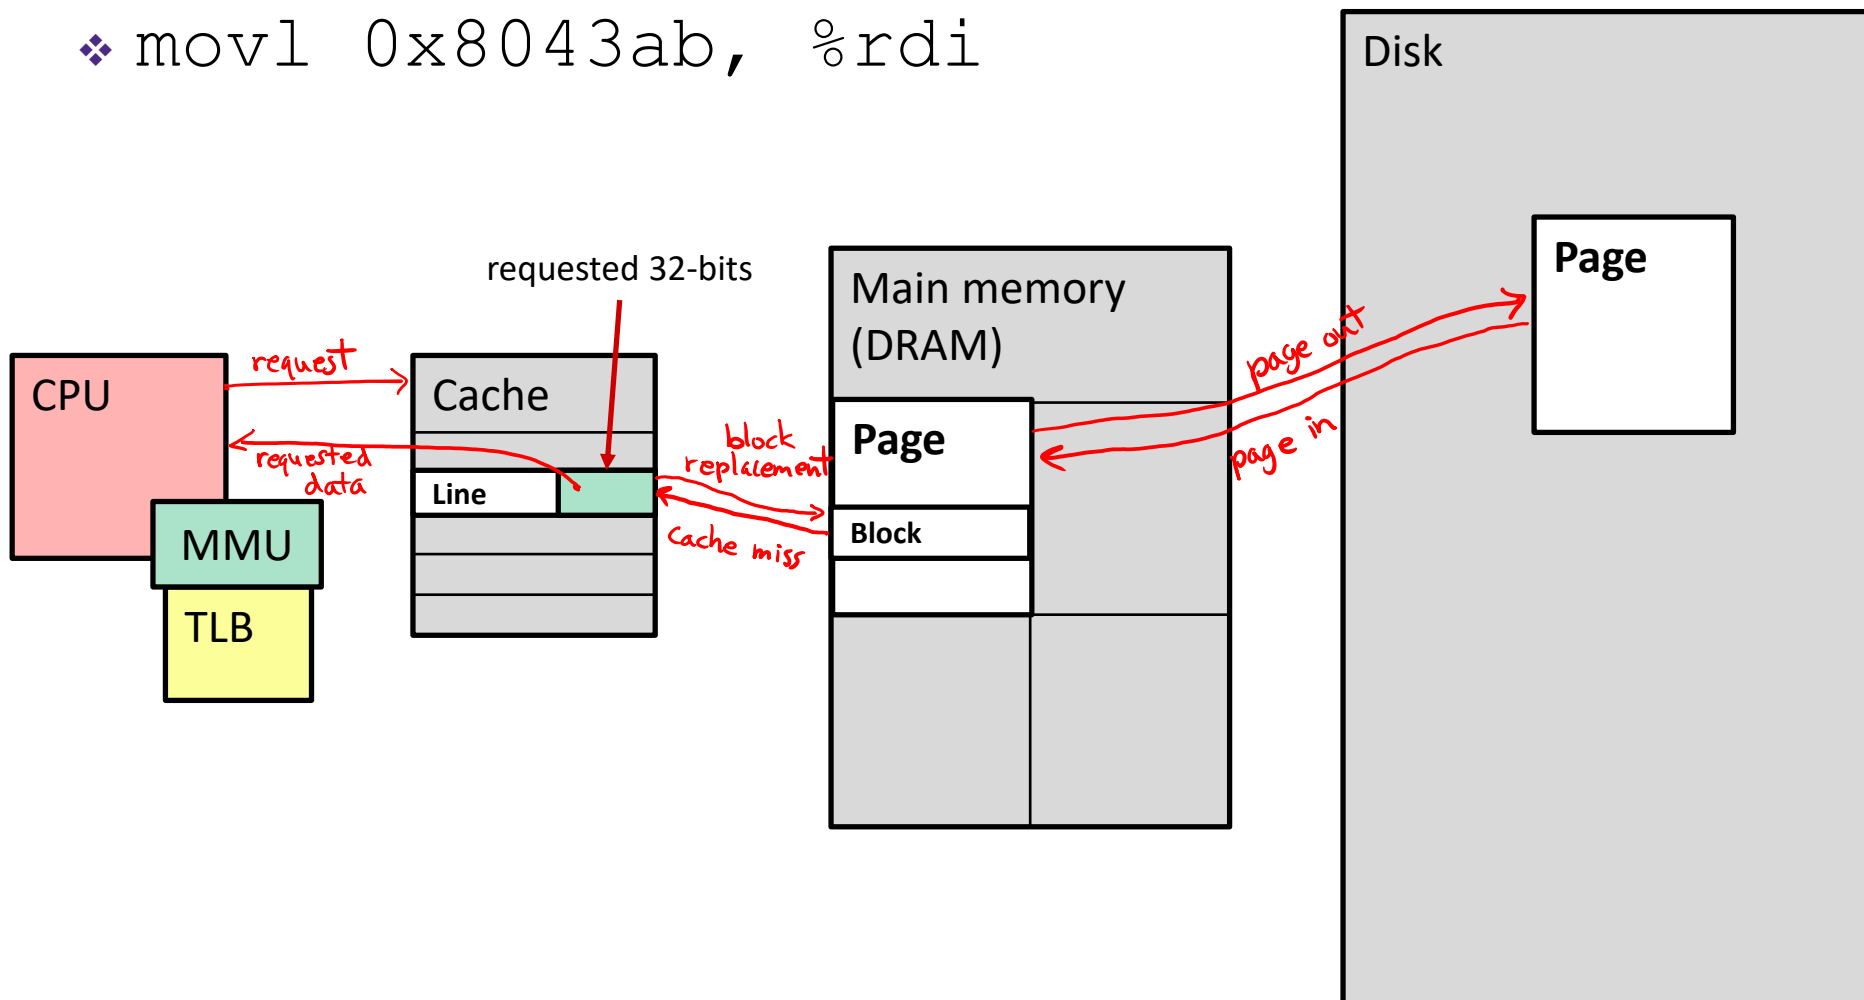 ❖ movl 0x8043ab, %rdi
Disk
Page
requested 32-bits
Main memory
(DRAM)
request
page out
CPU
Cache
block
replacement
Page
page in
requested
data
Line
Cache miss
Block
MMU
TLB